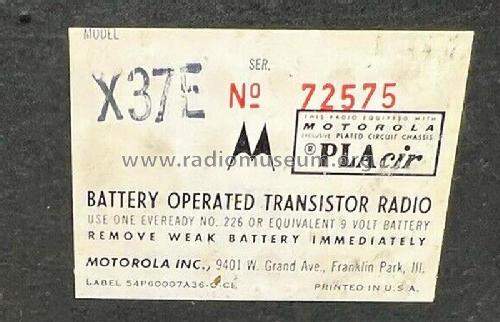 MODEL
X37E
SER.
No 72575
THIS RADIO EQUIPPED WITH
MOTOROLA
EXCLUSIVE PLATED CIRCUIT CHASSIS
® PLAcir
www.radiomuseum.org
BATTERY OPERATED TRANSISTOR RADIO
USE ONE EVEREADY NO. 226 OR EQUIVALENT 9 VOLT BATTERY
REMOVE WEAK BATTERY IMMEDIATELY
MOTOROLA INC., 9401 W. Grand Ave., Franklin Park, Ill.
LABEL 54P60007A36-O-CL PRINTED IN U.S.A.